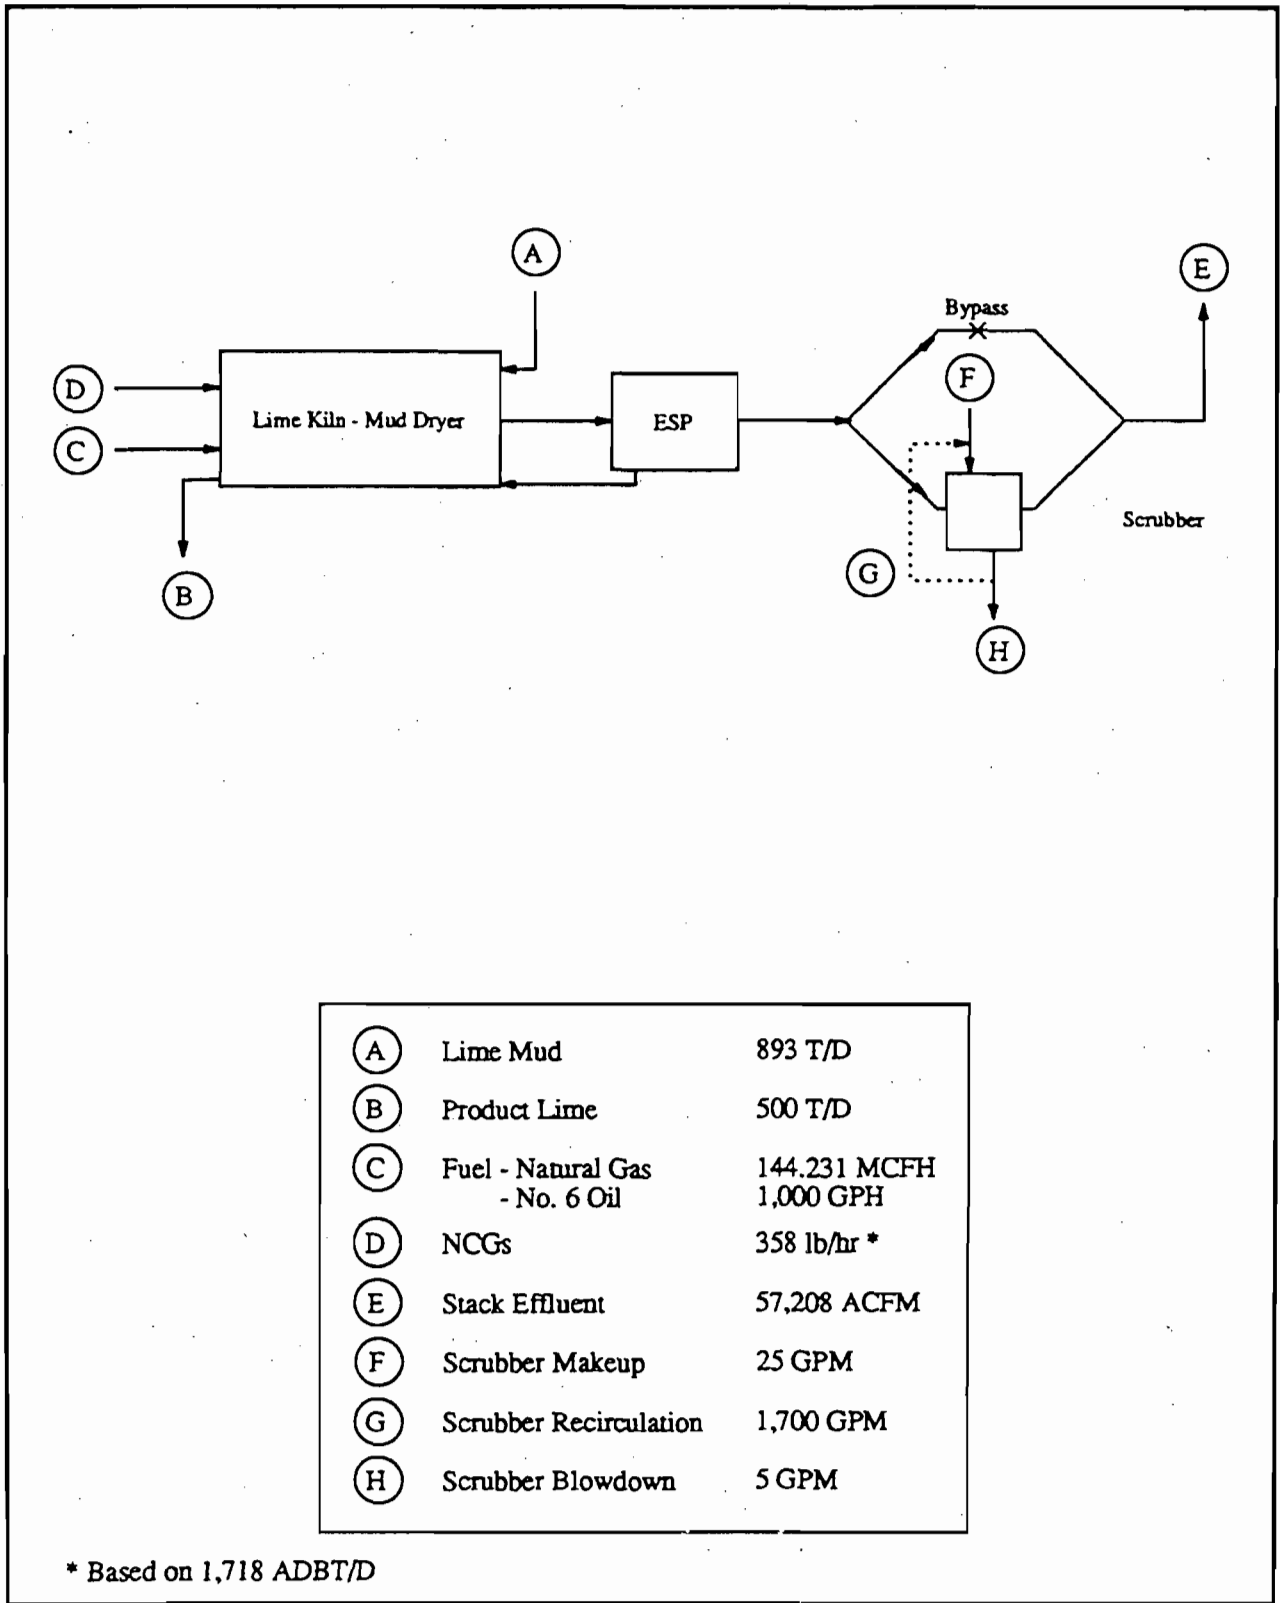 A
E
Bypass
D
F
Lime Kiln - Mud Dryer
ESP
C
Scrubber
G
B
H
A Lime Mud 893 T/D
B Product Lime 500 T/D
C Fuel - Natural Gas 144.231 MCFH
- No. 6 Oil 1,000 GPH
D NCGs 358 lb/hr *
E Stack Effluent 57,208 ACFM
F Scrubber Makeup 25 GPM
G Scrubber Recirculation 1,700 GPM
H Scrubber Blowdown 5 GPM
* Based on 1,718 ADBT/D